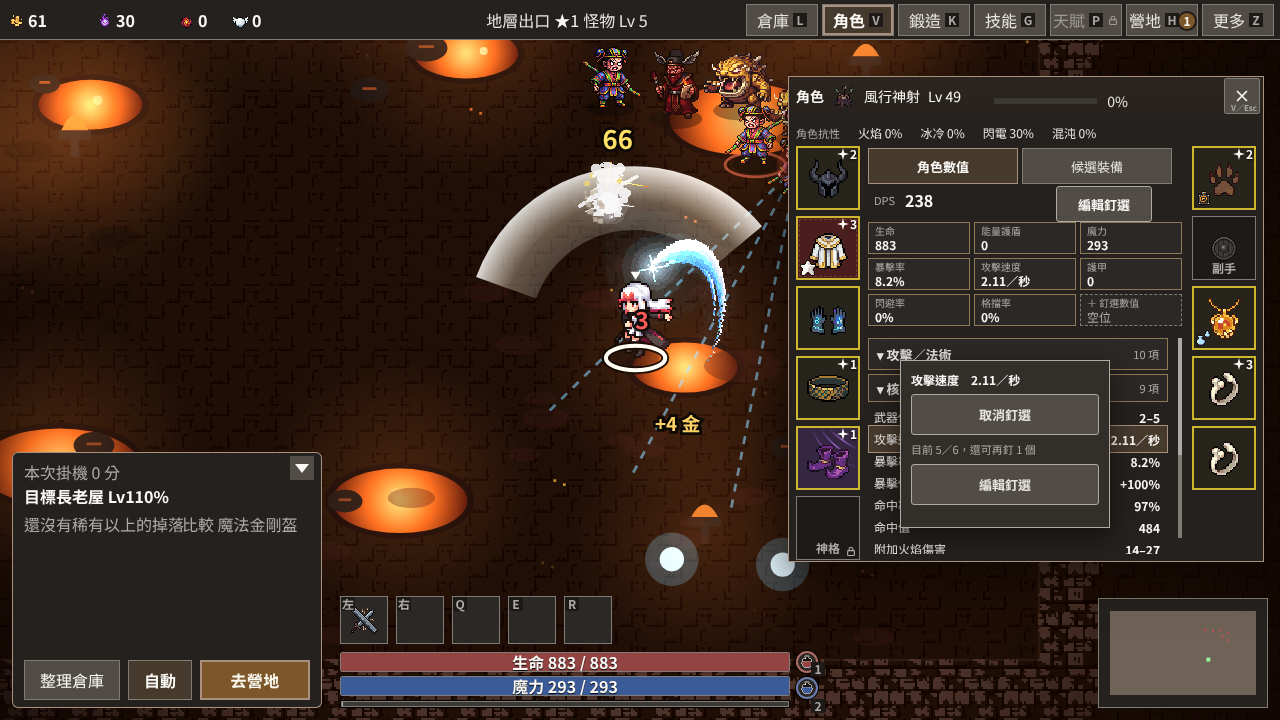 61 30 0 0
地層出口 ★1 怪物 Lv 5
倉庫 L 角色 V 鍛造 K 技能 G 天賦 P 營地 H 1 更多 Z
角色 風行神射 Lv 49 0%
V／Esc
角色抗性 火焰 0% 冰冷 0% 閃電 30% 混沌 0%
2
角色數值 候選裝備
2
DPS 238 編輯釘選
3
生命 883
能量護盾 0
魔力 293
暴擊率 8.2%
攻擊速度 2.11／秒
護甲 0
閃避率 0%
格擋率 0%
＋ 釘選數值 空位
副手
▼攻擊／法術 10 項
1
3
▼核 9 項
攻擊速度 2.11／秒
取消釘選
目前 5／6，還可再釘 1 個
編輯釘選
武器 2–5
攻擊 2.11／秒
暴擊 8.2%
暴擊 +100%
命中 97%
命中值 484
附加火焰傷害 14–27
1
神格
66
3
+4 金
本次掛機 0 分
目標長老屋 Lv110%
還沒有稀有以上的掉落比較 魔法金剛盔
整理倉庫 自動 去營地
左 右 Q E R
生命 883 / 883
1
魔力 293 / 293
2